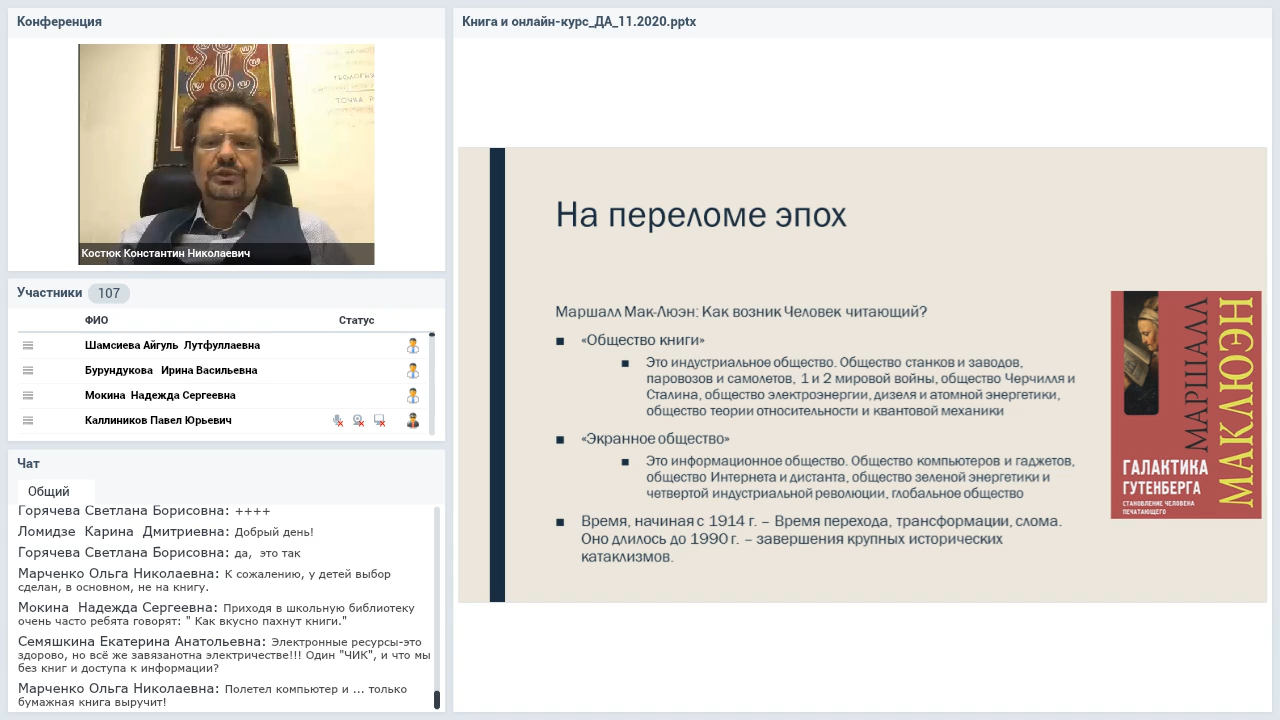 Конференция
ТОЧКА Р
Костюк Константин Николаевич
Участники 107
ФИО Статус
Шамсиева Айгуль Лутфуллаевна
Бурундукова Ирина Васильевна
Мокина Надежда Сергеевна
Каллиников Павел Юрьевич
Чат
Общий
Горячева Светлана Борисовна: ++++
Ломидзе Карина Дмитриевна: Добрый день!
Горячева Светлана Борисовна: да, это так
Марченко Ольга Николаевна: К сожалению, у детей выбор
сделан, в основном, не на книгу.
Мокина Надежда Сергеевна: Приходя в школьную библиотеку
очень часто ребята говорят: " Как вкусно пахнут книги."
Семяшкина Екатерина Анатольевна: Электронные ресурсы-это
здорово, но всё же завязанотна электричестве!!! Один "ЧИК", и что мы
без книг и доступа к информации?
Марченко Ольга Николаевна: Полетел компьютер и ... только
бумажная книга выручит!
Книга и онлайн-курс_ДА_11.2020.pptx
На переломе эпох
Маршалл Мак-Люэн: Как возник Человек читающий?
«Общество книги»
Это индустриальное общество. Общество станков и заводов,
паровозов и самолетов, 1 и 2 мировой войны, общество Черчилля и
Сталина, общество электроэнергии, дизеля и атомной энергетики,
общество теории относительности и квантовой механики
«Экранное общество»
Это информационное общество. Общество компьютеров и гаджетов,
общество Интернета и дистанта, общество зеленой энергетики и
четвертой индустриальной революции, глобальное общество
Время, начиная с 1914 г. – Время перехода, трансформации, слома.
Оно длилось до 1990 г. – завершения крупных исторических
катаклизмов.
МАРШАЛЛ
МАКЛЮЭН
ГАЛАКТИКА
ГУТЕНБЕРГА
СТАНОВЛЕНИЕ ЧЕЛОВЕКА
ПЕЧАТАЮЩЕГО